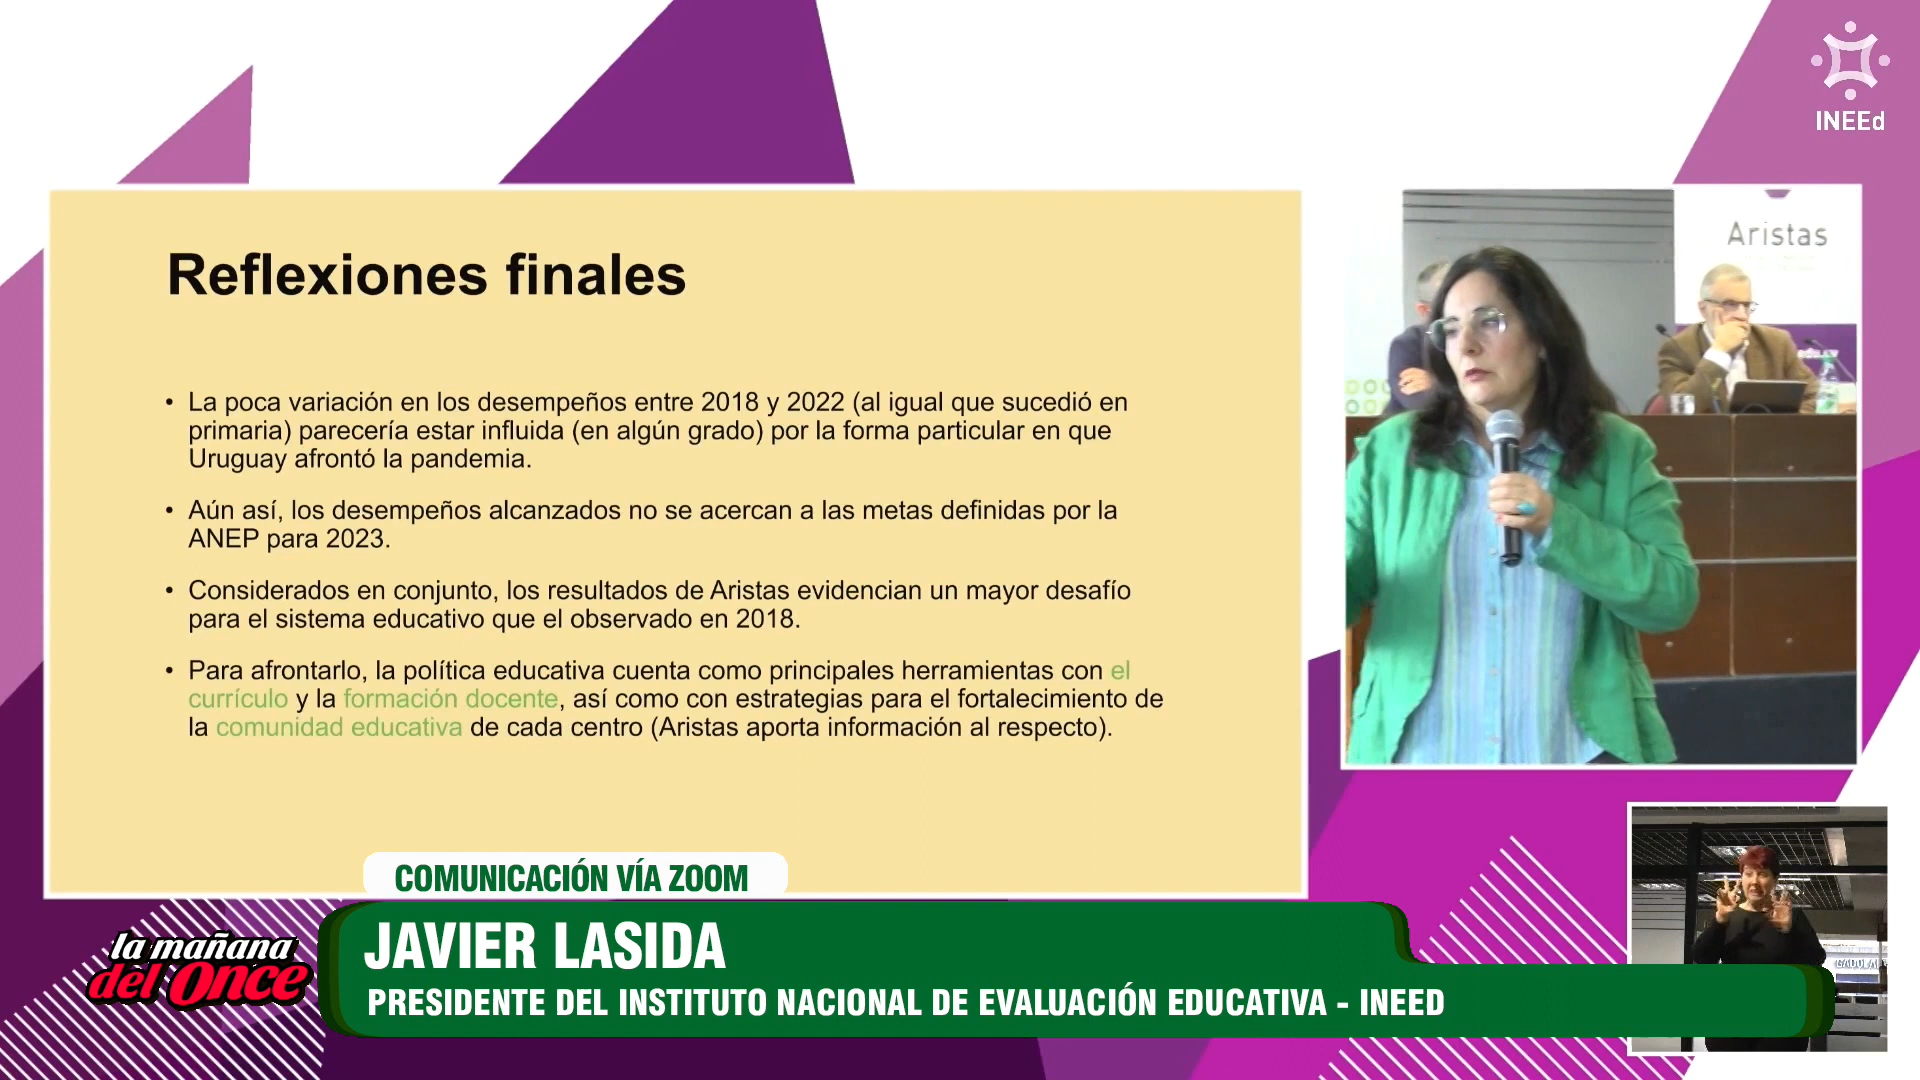 INEEd
Aristas
edu.uy
Reflexiones finales
• La poca variación en los desempeños entre 2018 y 2022 (al igual que sucedió en
primaria) parecería estar influida (en algún grado) por la forma particular en que
Uruguay afrontó la pandemia.
• Aún así, los desempeños alcanzados no se acercan a las metas definidas por la
ANEP para 2023.
• Considerados en conjunto, los resultados de Aristas evidencian un mayor desafío
para el sistema educativo que el observado en 2018.
• Para afrontarlo, la política educativa cuenta como principales herramientas con el
currículo y la formación docente, así como con estrategias para el fortalecimiento de
la comunidad educativa de cada centro (Aristas aporta información al respecto).
COMUNICACIÓN VÍA ZOOM
la mañana
del Once
JAVIER LASIDA
PRESIDENTE DEL INSTITUTO NACIONAL DE EVALUACIÓN EDUCATIVA - INEED